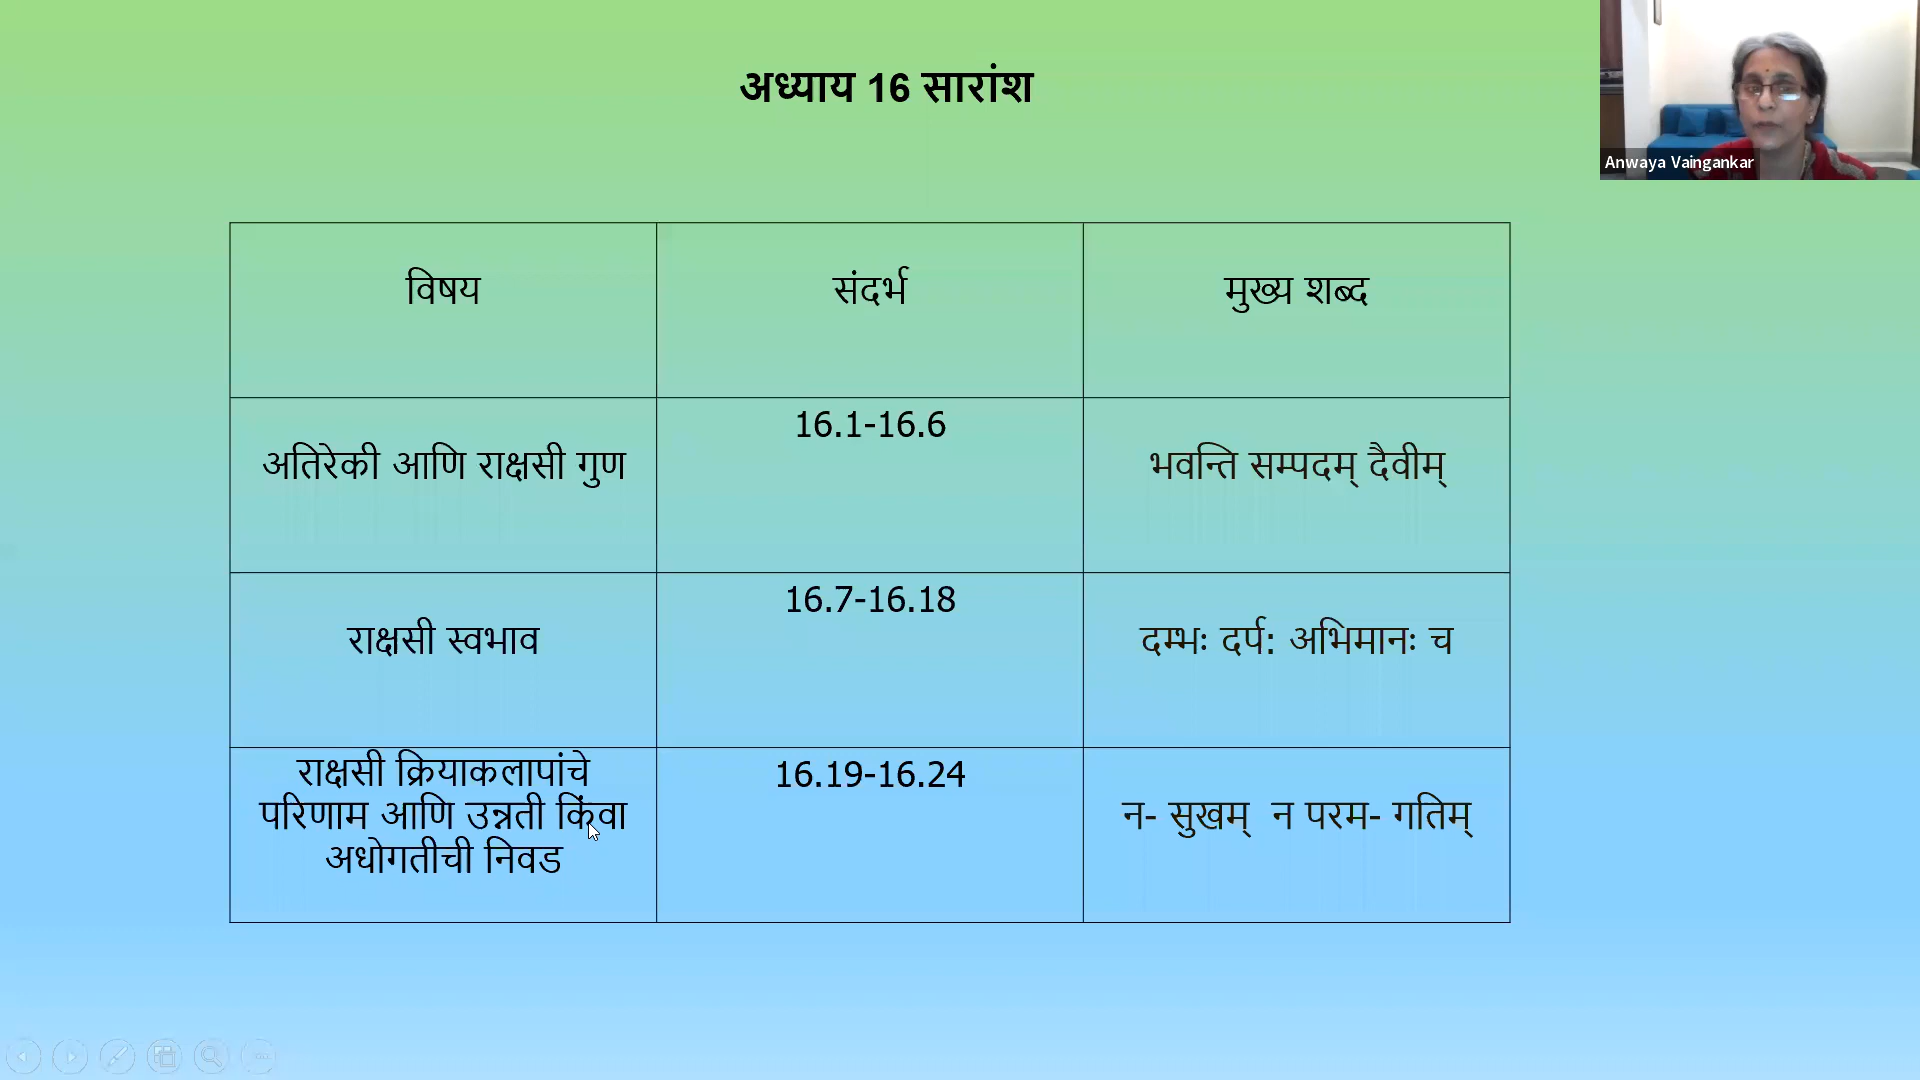 अध्याय 16 सारांश
Anwaya Vaingankar
विषय
संदर्भ
मुख्य शब्द
अतिरेकी आणि राक्षसी गुण
16.1-16.6
भवन्ति सम्पदम् दैवीम्
राक्षसी स्वभाव
16.7-16.18
दम्भः दर्प: अभिमानः च
राक्षसी क्रियाकलापांचे
परिणाम आणि उन्नती किंवा
अधोगतीची निवड
16.19-16.24
न- सुखम्  न परम- गतिम्